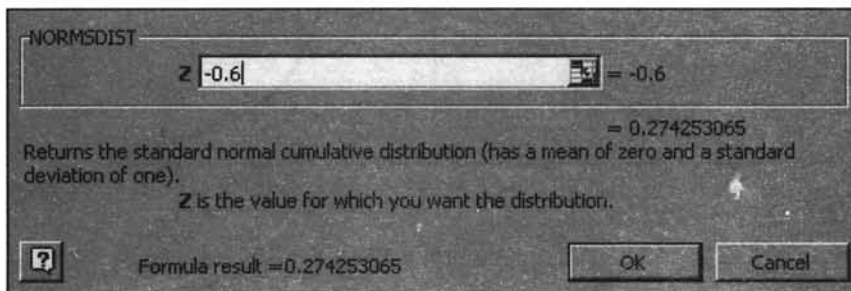 NORMSDIST
Z -0.6 = -0.6
= 0.274253065
Returns the standard normal cumulative distribution (has a mean of zero and a standard
deviation of one).
Z is the value for which you want the distribution.
? Formula result =0.274253065 OK Cancel